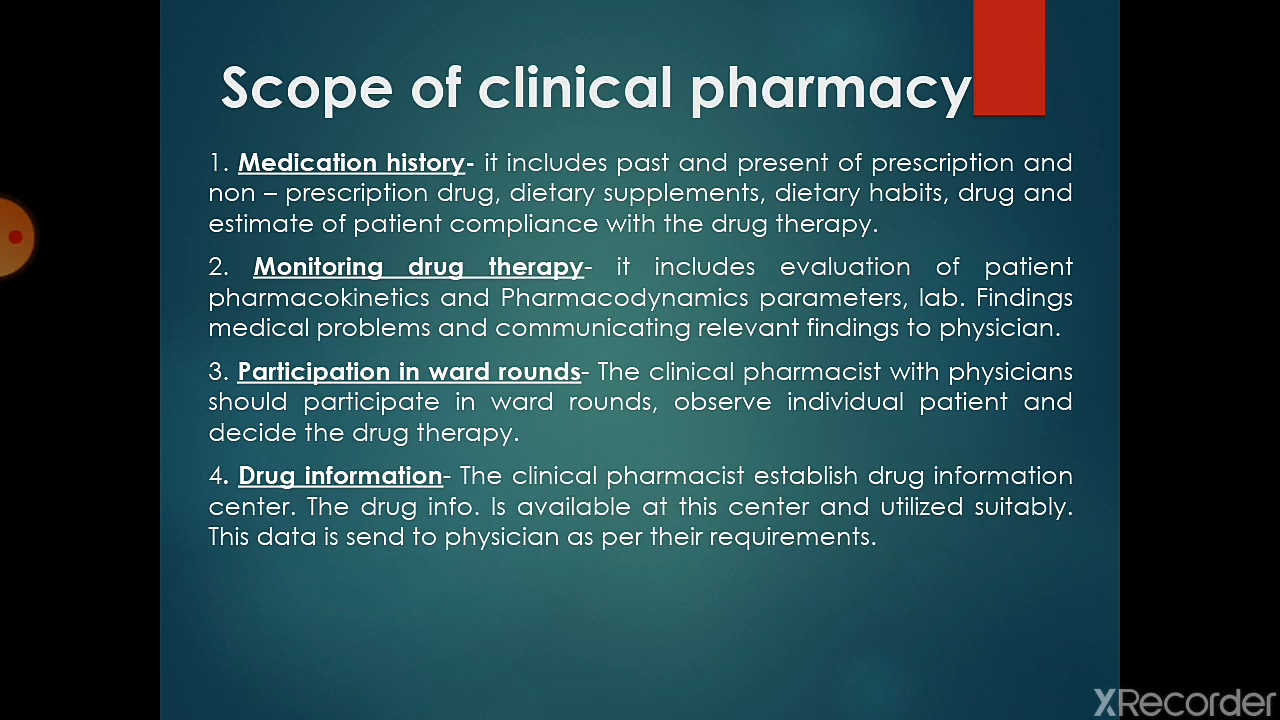 Scope of clinical pharmacy
1. Medication history- it includes past and present of prescription and
non – prescription drug, dietary supplements, dietary habits, drug and
estimate of patient compliance with the drug therapy.
2. Monitoring drug therapy- it includes evaluation of patient
pharmacokinetics and Pharmacodynamics parameters, lab. Findings
medical problems and communicating relevant findings to physician.
3. Participation in ward rounds- The clinical pharmacist with physicians
should participate in ward rounds, observe individual patient and
decide the drug therapy.
4. Drug information- The clinical pharmacist establish drug information
center. The drug info. Is available at this center and utilized suitably.
This data is send to physician as per their requirements.
XRecorder